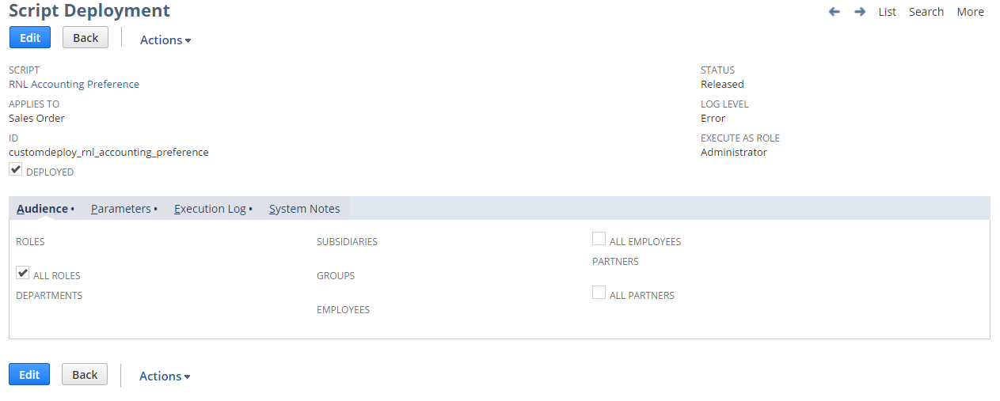 Script Deployment
List Search More
Edit Back Actions
SCRIPT
RNL Accounting Preference
APPLIES TO
Sales Order
ID
customdeploy_rnl_accounting_preference
DEPLOYED
STATUS
Released
LOG LEVEL
Error
EXECUTE AS ROLE
Administrator
Audience • Parameters • Execution Log • System Notes
ROLES
ALL ROLES
DEPARTMENTS
SUBSIDIARIES
GROUPS
EMPLOYEES
ALL EMPLOYEES
PARTNERS
ALL PARTNERS
Edit Back Actions